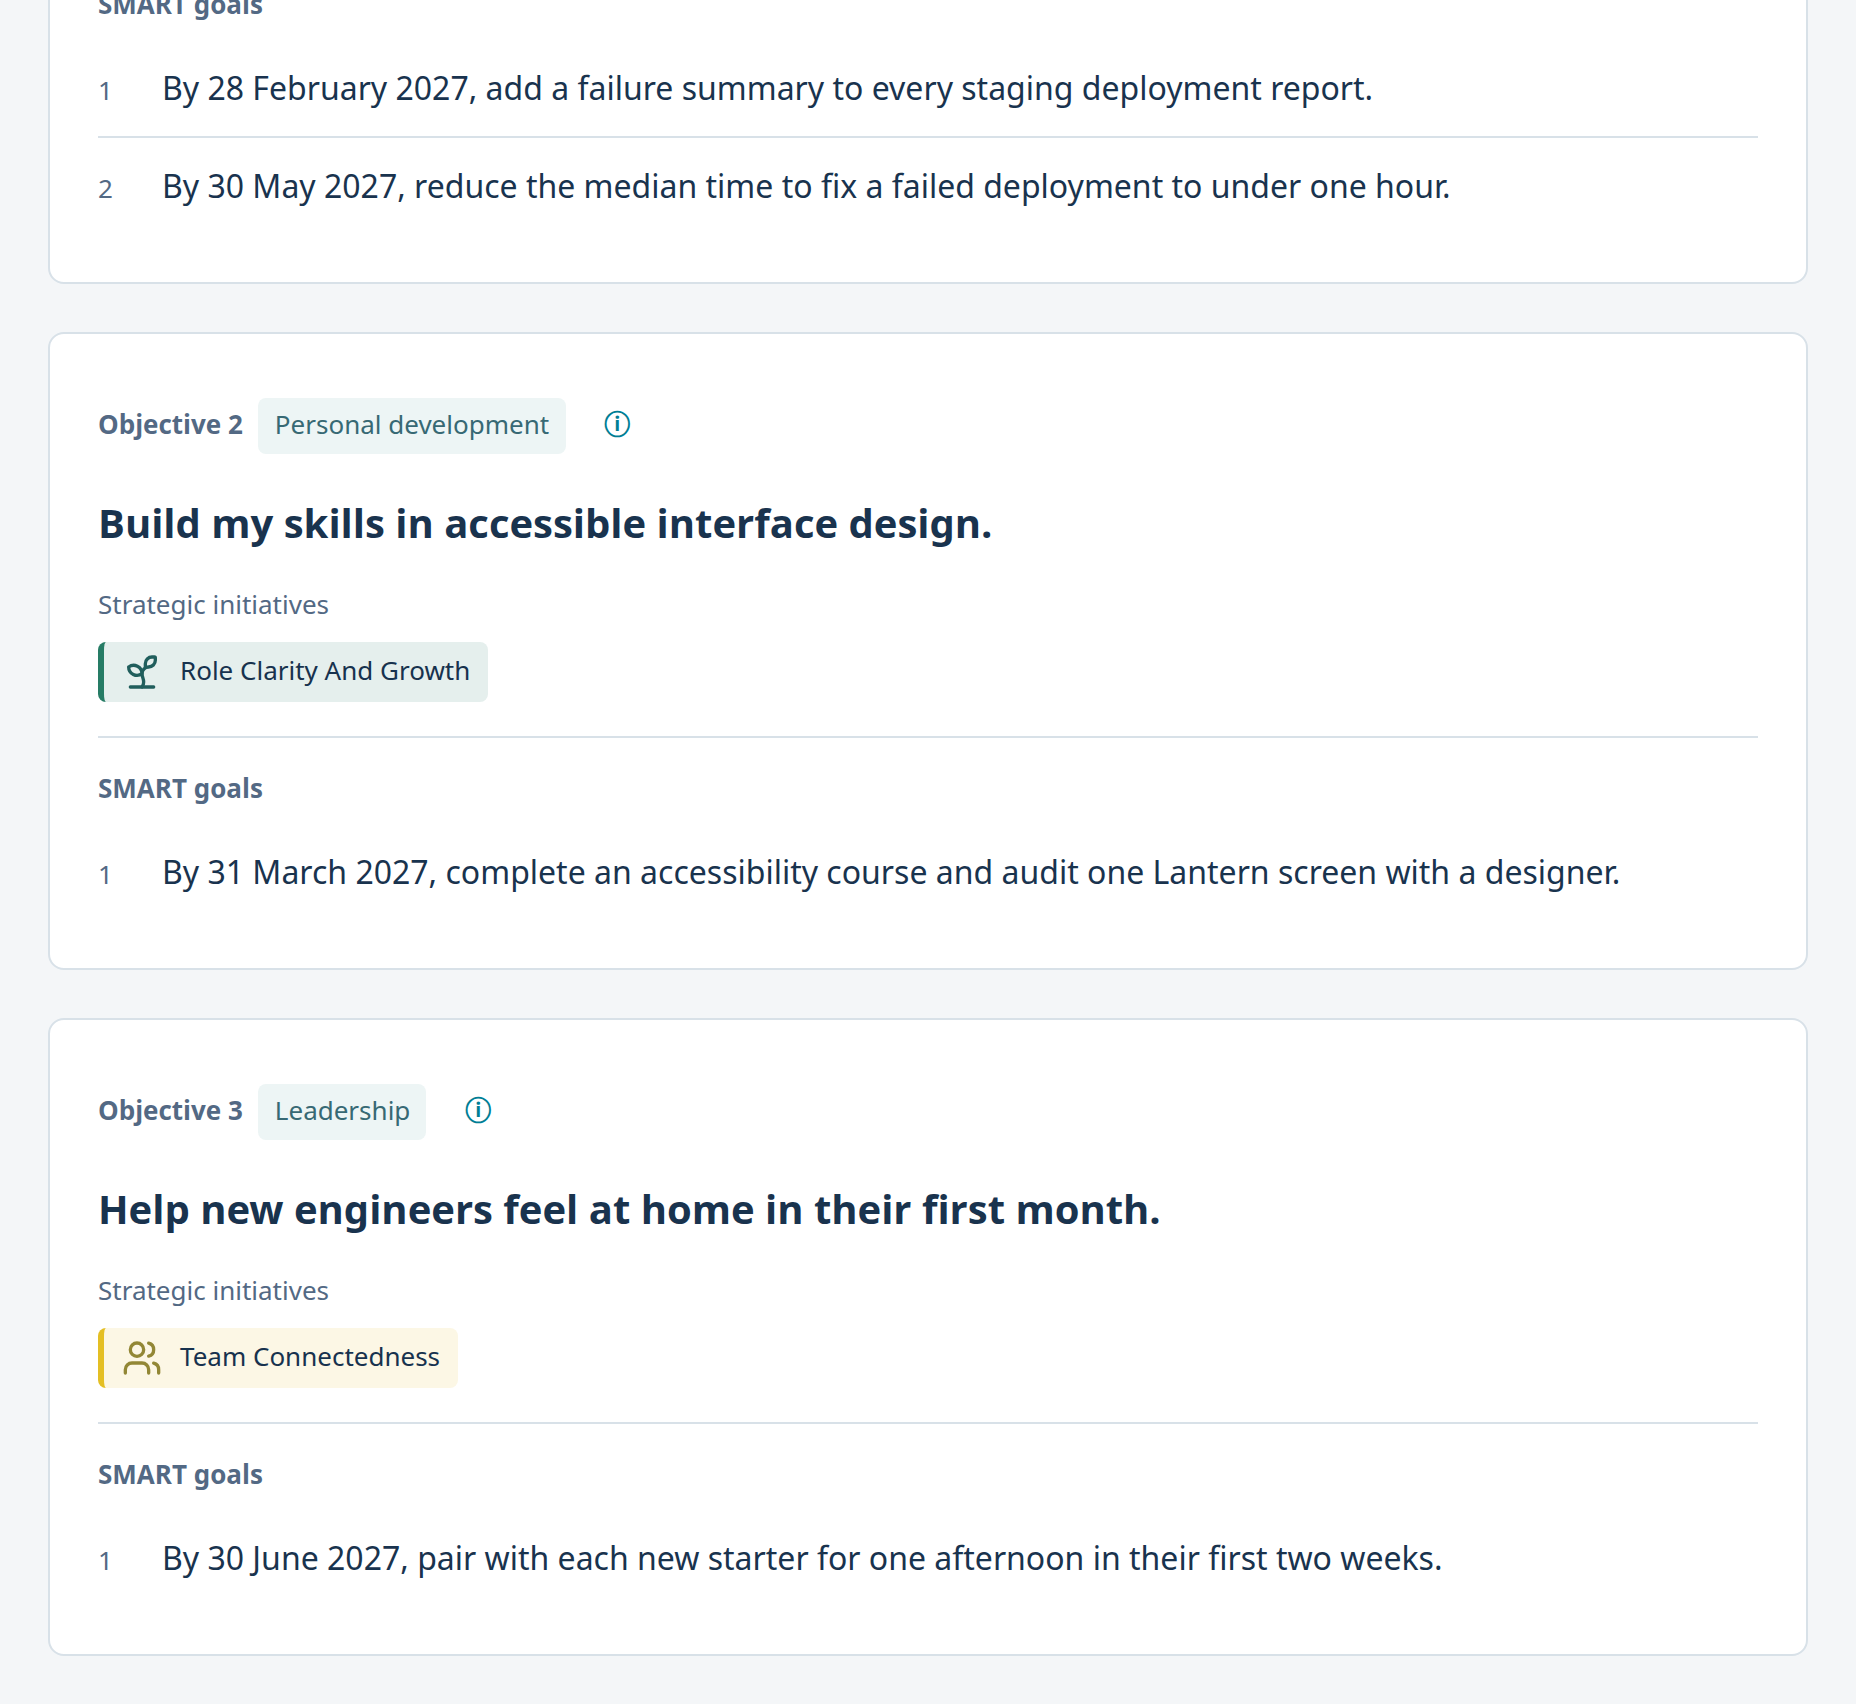 SMART goals
1 By 28 February 2027, add a failure summary to every staging deployment report.
2 By 30 May 2027, reduce the median time to fix a failed deployment to under one hour.
Objective 2 Personal development
Build my skills in accessible interface design.
Strategic initiatives
Role Clarity And Growth
SMART goals
1 By 31 March 2027, complete an accessibility course and audit one Lantern screen with a designer.
Objective 3 Leadership
Help new engineers feel at home in their first month.
Strategic initiatives
Team Connectedness
SMART goals
1 By 30 June 2027, pair with each new starter for one afternoon in their first two weeks.